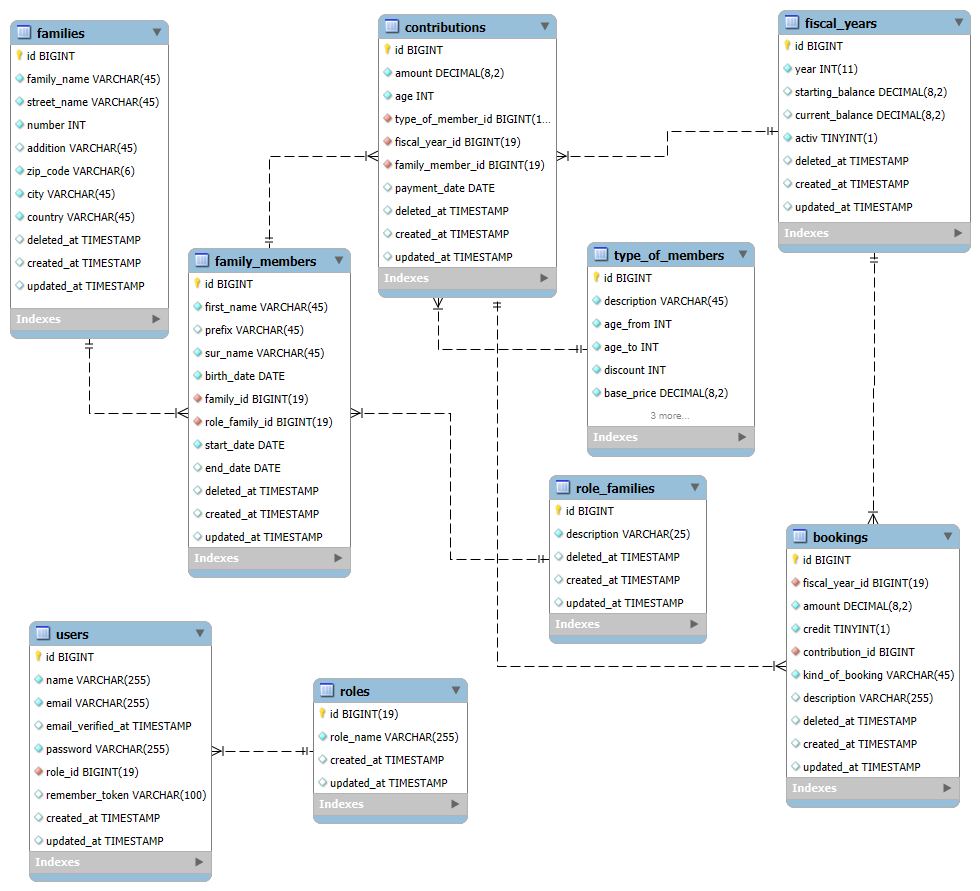 families
id BIGINT
family_name VARCHAR(45)
street_name VARCHAR(45)
number INT
addition VARCHAR(45)
zip_code VARCHAR(6)
city VARCHAR(45)
country VARCHAR(45)
deleted_at TIMESTAMP
created_at TIMESTAMP
updated_at TIMESTAMP
Indexes
contributions
id BIGINT
amount DECIMAL(8,2)
age INT
type_of_member_id BIGINT(1...
fiscal_year_id BIGINT(19)
family_member_id BIGINT(19)
payment_date DATE
deleted_at TIMESTAMP
created_at TIMESTAMP
updated_at TIMESTAMP
Indexes
fiscal_years
id BIGINT
year INT(11)
starting_balance DECIMAL(8,2)
current_balance DECIMAL(8,2)
activ TINYINT(1)
deleted_at TIMESTAMP
created_at TIMESTAMP
updated_at TIMESTAMP
Indexes
family_members
id BIGINT
first_name VARCHAR(45)
prefix VARCHAR(45)
sur_name VARCHAR(45)
birth_date DATE
family_id BIGINT(19)
role_family_id BIGINT(19)
start_date DATE
end_date DATE
deleted_at TIMESTAMP
created_at TIMESTAMP
updated_at TIMESTAMP
Indexes
type_of_members
id BIGINT
description VARCHAR(45)
age_from INT
age_to INT
discount INT
base_price DECIMAL(8,2)
3 more...
Indexes
role_families
id BIGINT
description VARCHAR(25)
deleted_at TIMESTAMP
created_at TIMESTAMP
updated_at TIMESTAMP
Indexes
bookings
id BIGINT
fiscal_year_id BIGINT(19)
amount DECIMAL(8,2)
credit TINYINT(1)
contribution_id BIGINT
kind_of_booking VARCHAR(45)
description VARCHAR(255)
deleted_at TIMESTAMP
created_at TIMESTAMP
updated_at TIMESTAMP
Indexes
users
id BIGINT
name VARCHAR(255)
email VARCHAR(255)
email_verified_at TIMESTAMP
password VARCHAR(255)
role_id BIGINT(19)
remember_token VARCHAR(100)
created_at TIMESTAMP
updated_at TIMESTAMP
Indexes
roles
id BIGINT(19)
role_name VARCHAR(255)
created_at TIMESTAMP
updated_at TIMESTAMP
Indexes